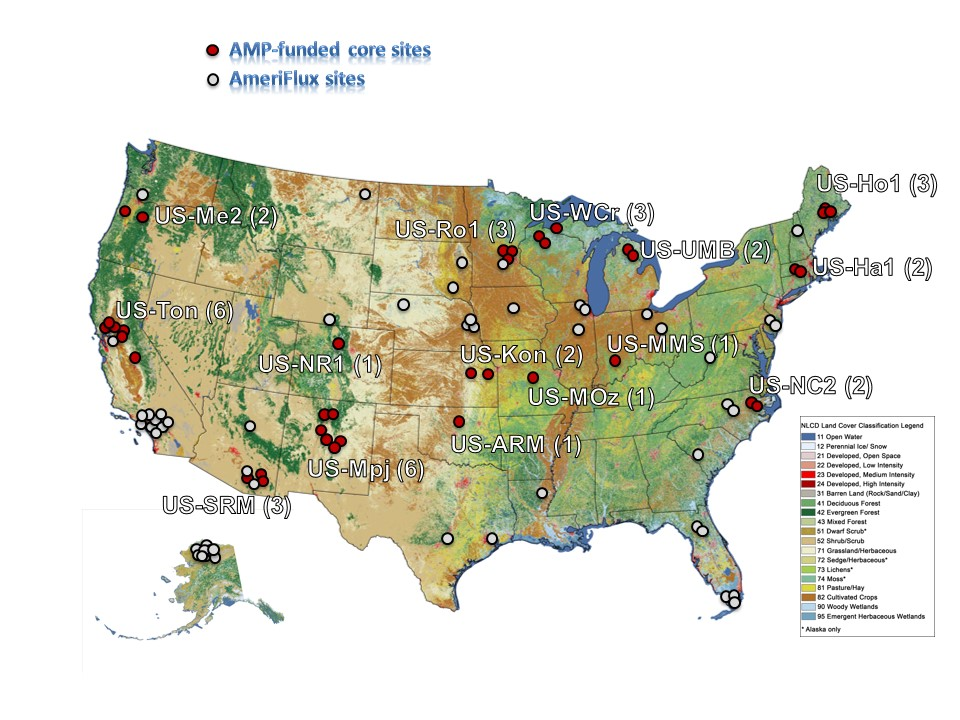 AMP-funded core sites
AmeriFlux sites
US-Ho1 (3)
US-Me2 (2)
US-WCr (3)
US-Ro1 (3)
US-UMB (2)
US-Ha1 (2)
US-Ton (6)
US-MMS (1)
US-NR1 (1)
US-Kon (2)
US-NC2 (2)
US-MOz (1)
US-ARM (1)
US-Mpj (6)
US-SRM (3)
NLCD Land Cover Classification Legend
11 Open Water
12 Perennial Ice/ Snow
21 Developed, Open Space
22 Developed, Low Intensity
23 Developed, Medium Intensity
24 Developed, High Intensity
31 Barren Land (Rock/Sand/Clay)
41 Deciduous Forest
42 Evergreen Forest
43 Mixed Forest
51 Dwarf Scrub*
52 Shrub/Scrub
71 Grassland/Herbaceous
72 Sedge/Herbaceous*
73 Lichens*
74 Moss*
81 Pasture/Hay
82 Cultivated Crops
90 Woody Wetlands
95 Emergent Herbaceous Wetlands
* Alaska only